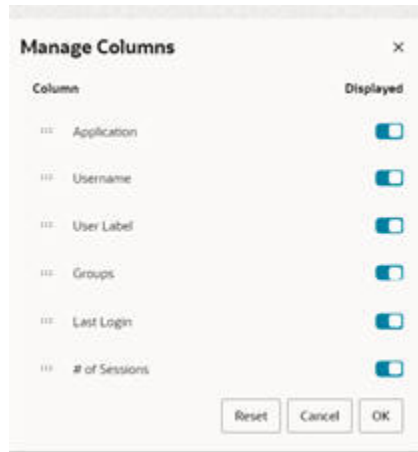 Manage Columns
Column Displayed
Application
Username
User Label
Groups
Last Login
# of Sessions
Reset Cancel OK